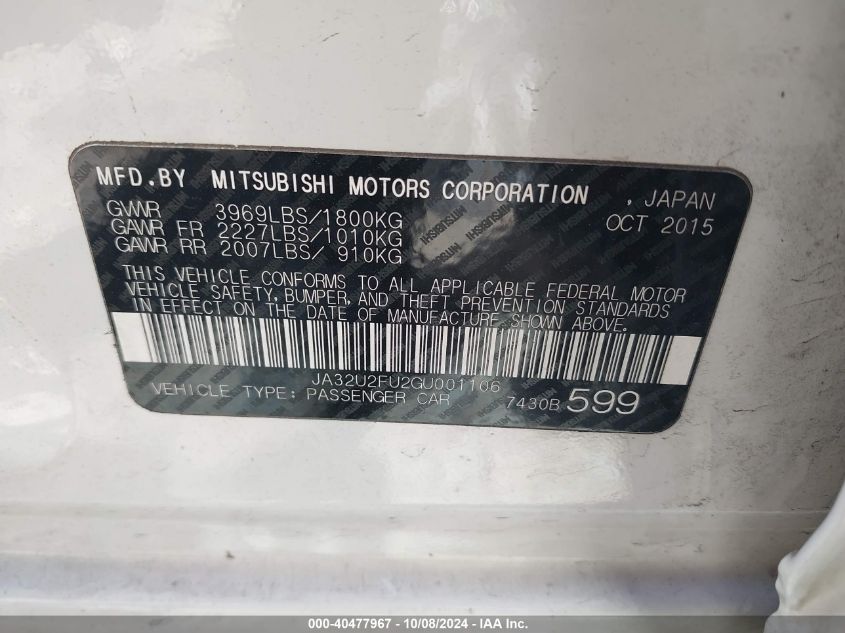 MFD.BY MITSUBISHI MOTORS CORPORATION , JAPAN
GVWR 3969LBS/1800KG OCT 2015
GAWR FR 2227LBS/1010KG
GAWR RR 2007LBS/ 910KG
THIS VEHICLE CONFORMS TO ALL APPLICABLE FEDERAL MOTOR
VEHICLE SAFETY, BUMPER, AND THEFT PREVENTION STANDARDS
IN EFFECT ON THE DATE OF MANUFACTURE SHOWN ABOVE.
JA32U2FU2GU001106
VEHICLE TYPE: PASSENGER CAR 7430B 599
000-40477967 - 10/08/2024 - IAA Inc.